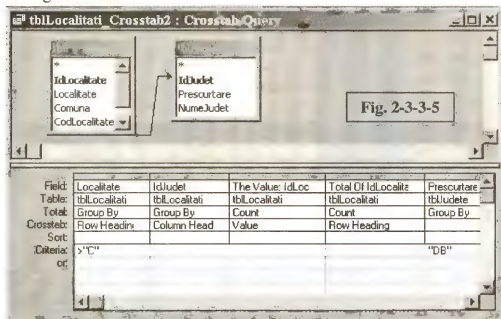 tblLocalitati_Crosstab2 : Crosstab Query
*
IdLocalitate
Localitate
Comuna
CodLocalitate
*
IdJudet
Prescurtare
NumeJudet
Fig. 2-3-3-5
Field: Localitate IdJudet The Value: IdLoc Total Of IdLocalita Prescurtare
Table: tblLocalitati tblLocalitati tblLocalitati tblLocalitati tblJudete
Total: Group By Group By Count Count Group By
Crosstab: Row Heading Column Head Value Row Heading
Sort:
Criteria: >"C" "DB"
or: